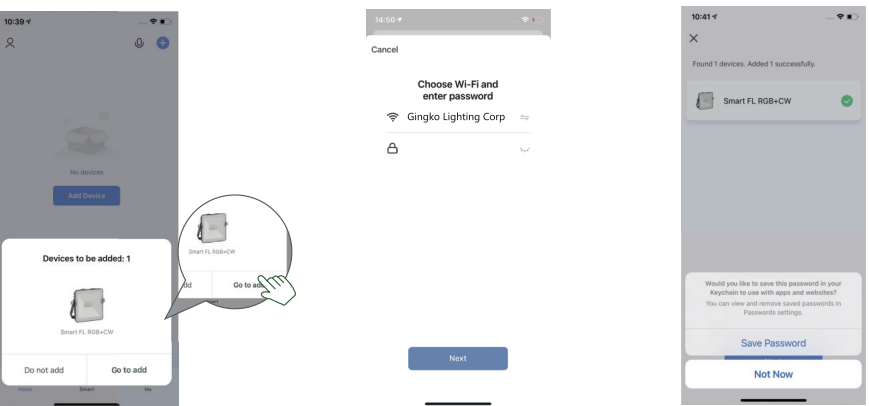 10:39
No devices
Add Device
Devices to be added: 1
Smart FL RGB+CW
Do not add
Go to add
Home
Smart
Me
Smart FL RGB+CW
Go to add
14:50
Cancel
Choose Wi-Fi and
enter password
Gingko Lighting Corp
Next
10:41
Found 1 devices. Added 1 successfully.
Smart FL RGB+CW
Would you like to save this password in your
Keychain to use with apps and websites?
You can view and remove saved passwords in
Passwords settings.
Save Password
Not Now